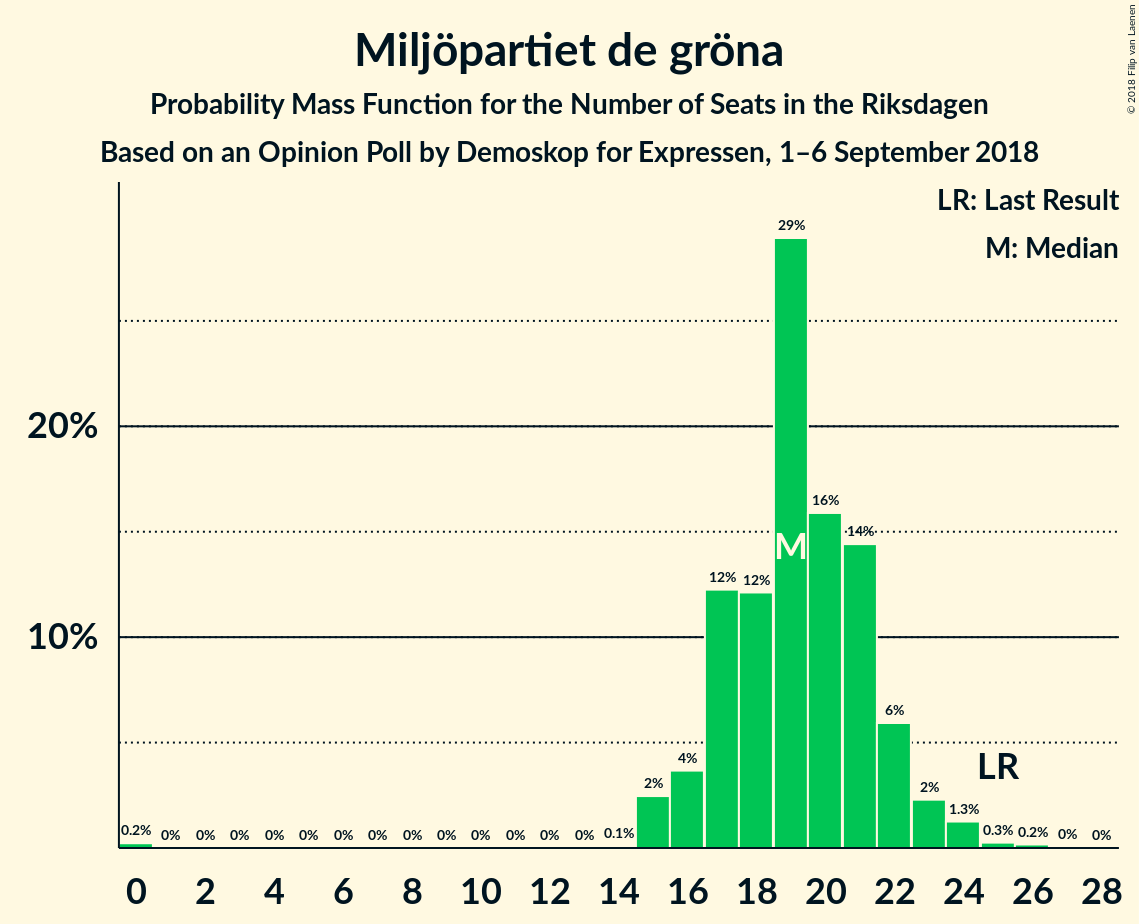 Miljöpartiet de gröna
Probability Mass Function for the Number of Seats in the Riksdagen
Based on an Opinion Poll by Demoskop for Expressen, 1–6 September 2018
© 2018 Filip van Laenen
LR: Last Result
M: Median
20%
10%
0.2% 0% 0% 0% 0% 0% 0% 0% 0% 0% 0% 0% 0% 0% 0.1% 2% 4% 12% 12% 29% 16% 14% 6% 2% 1.3% 0.3% 0.2% 0% 0%
M
LR
0 2 4 6 8 10 12 14 16 18 20 22 24 26 28